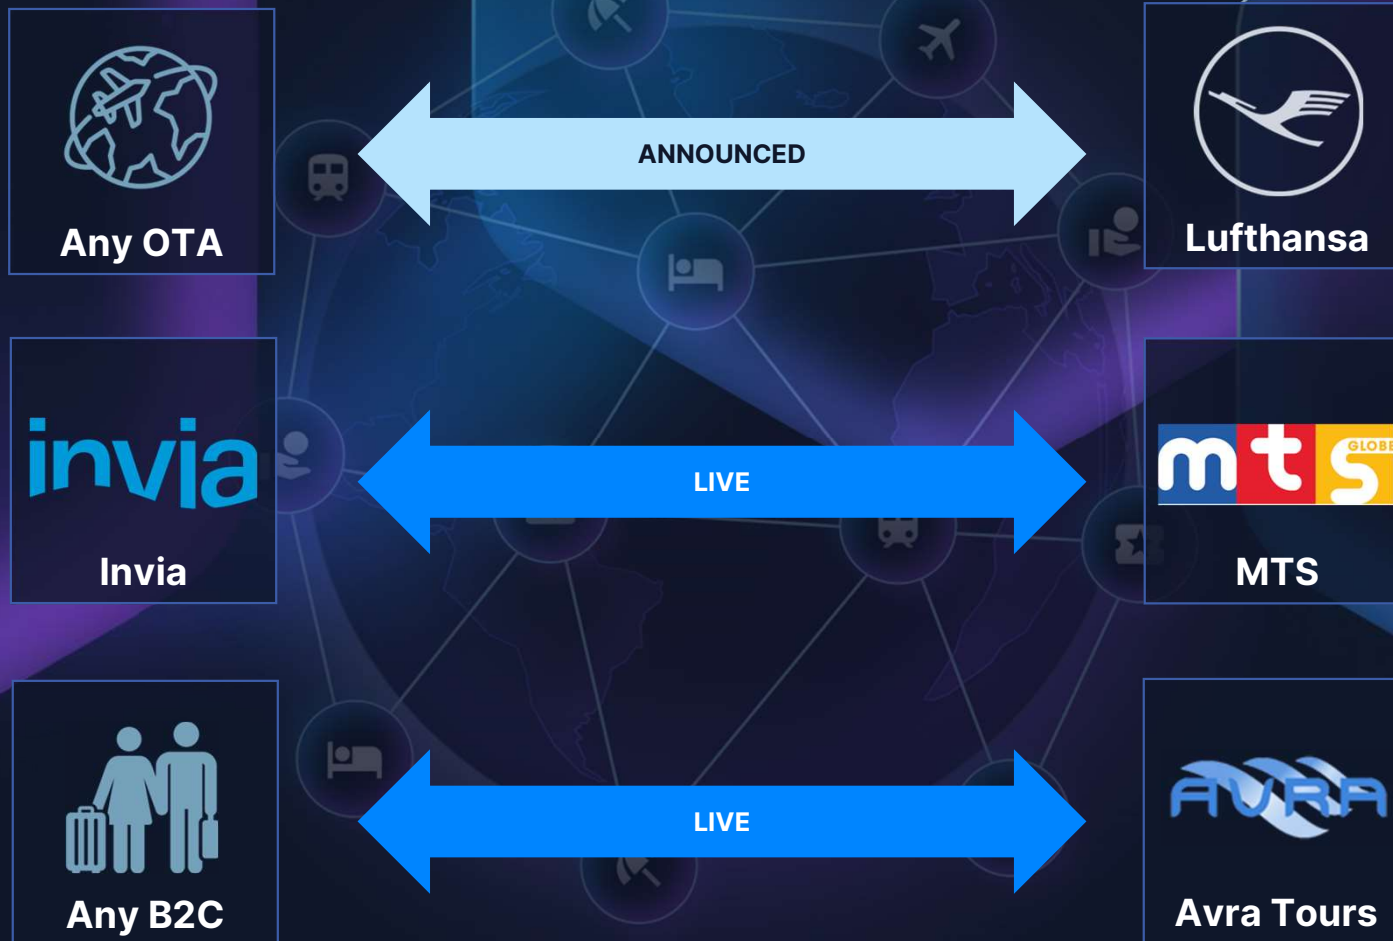 ANNOUNCED
Any OTA
Lufthansa
invia
LIVE
mts
GLOBE
Invia
MTS
LIVE
AVRA
Any B2C
Avra Tours